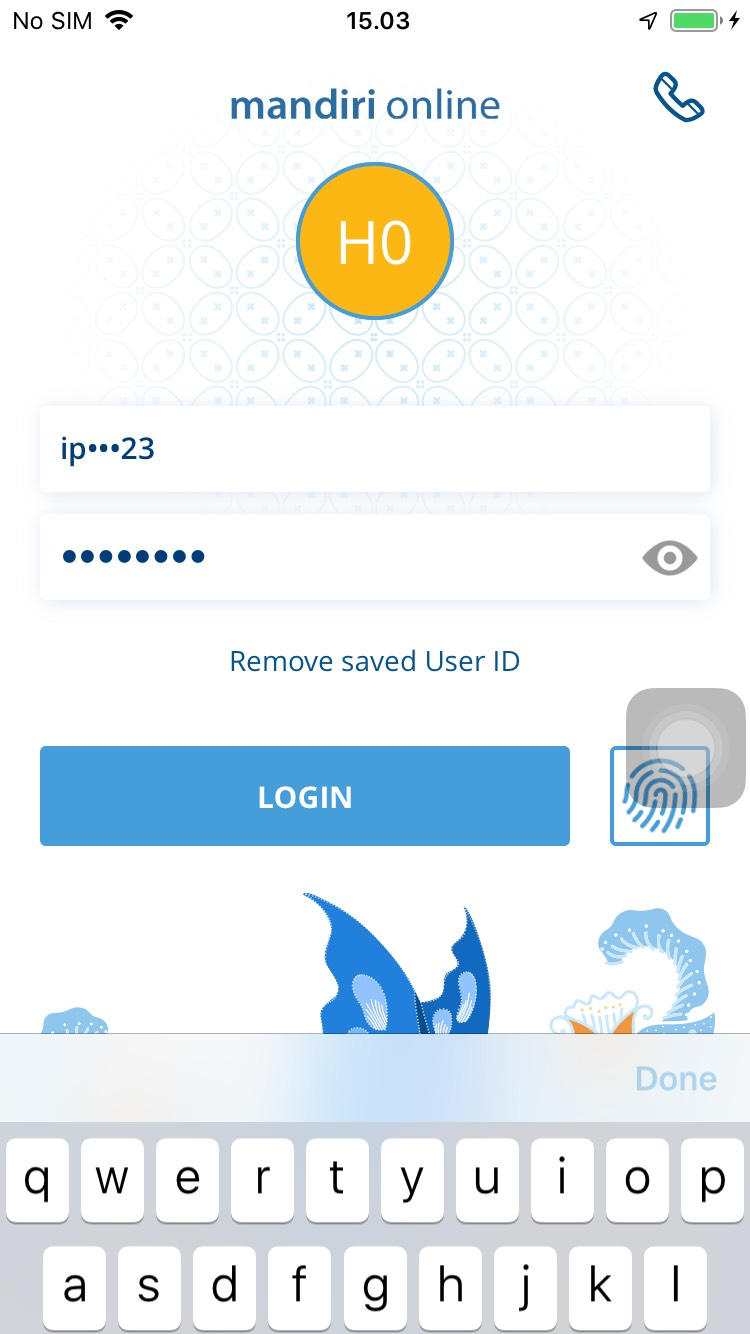 No SIM 15.03
mandiri online
H0
ip•••23
••••••••
Remove saved User ID
LOGIN
Done
q w e r t y u i o p
a s d f g h j k l